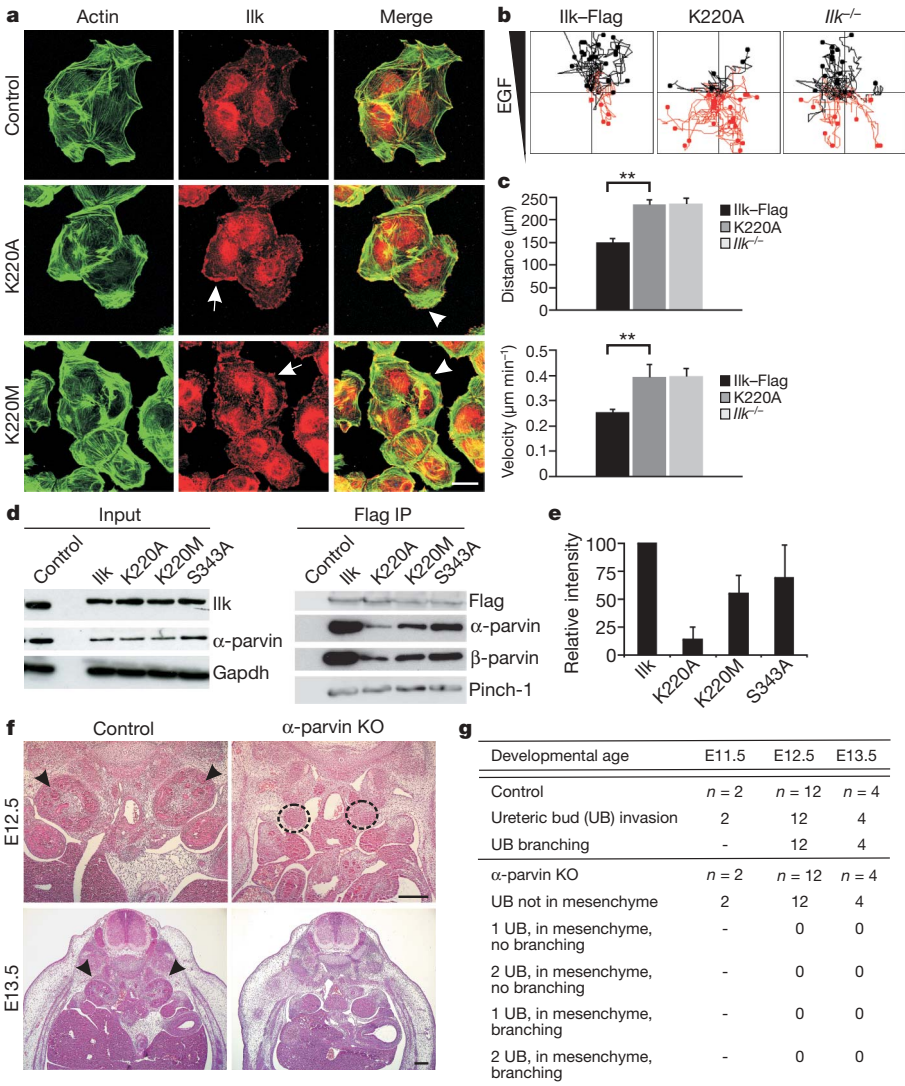 a
Actin
Ilk
Merge
Control
K220A
K220M
b
Ilk–Flag
K220A
Ilk–/–
EGF
c
Distance (µm)
250
200
150
100
50
0
**
Ilk–Flag
K220A
Ilk–/–
Velocity (µm min–1)
0.5
0.4
0.3
0.2
0.1
0
**
Ilk–Flag
K220A
Ilk–/–
d
Input
Control
Ilk
K220A
K220M
S343A
Ilk
α-parvin
Gapdh
Flag IP
Control
Ilk
K220A
K220M
S343A
Flag
α-parvin
β-parvin
Pinch-1
e
Relative intensity
100
75
50
25
0
Ilk
K220A
K220M
S343A
f
Control
α-parvin KO
E12.5
E13.5
g
Developmental age E11.5 E12.5 E13.5
Control n = 2 n = 12 n = 4
Ureteric bud (UB) invasion 2 12 4
UB branching - 12 4
α-parvin KO n = 2 n = 12 n = 4
UB not in mesenchyme 2 12 4
1 UB, in mesenchyme, - 0 0
no branching
2 UB, in mesenchyme, - 0 0
no branching
1 UB, in mesenchyme, - 0 0
branching
2 UB, in mesenchyme, - 0 0
branching